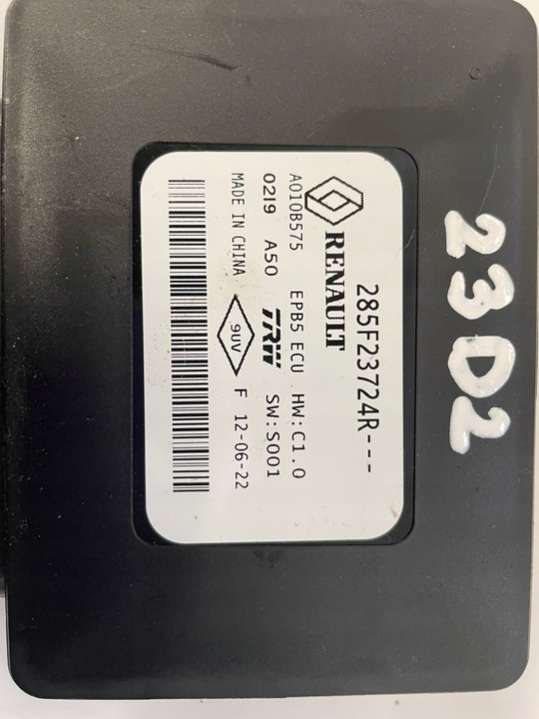 285F23724R---
RENAULT
A010B575 EPB5 ECU HW:C1.0
0219 A50 TRW SW:S001
MADE IN CHINA 9UV F 12-06-22
23D2